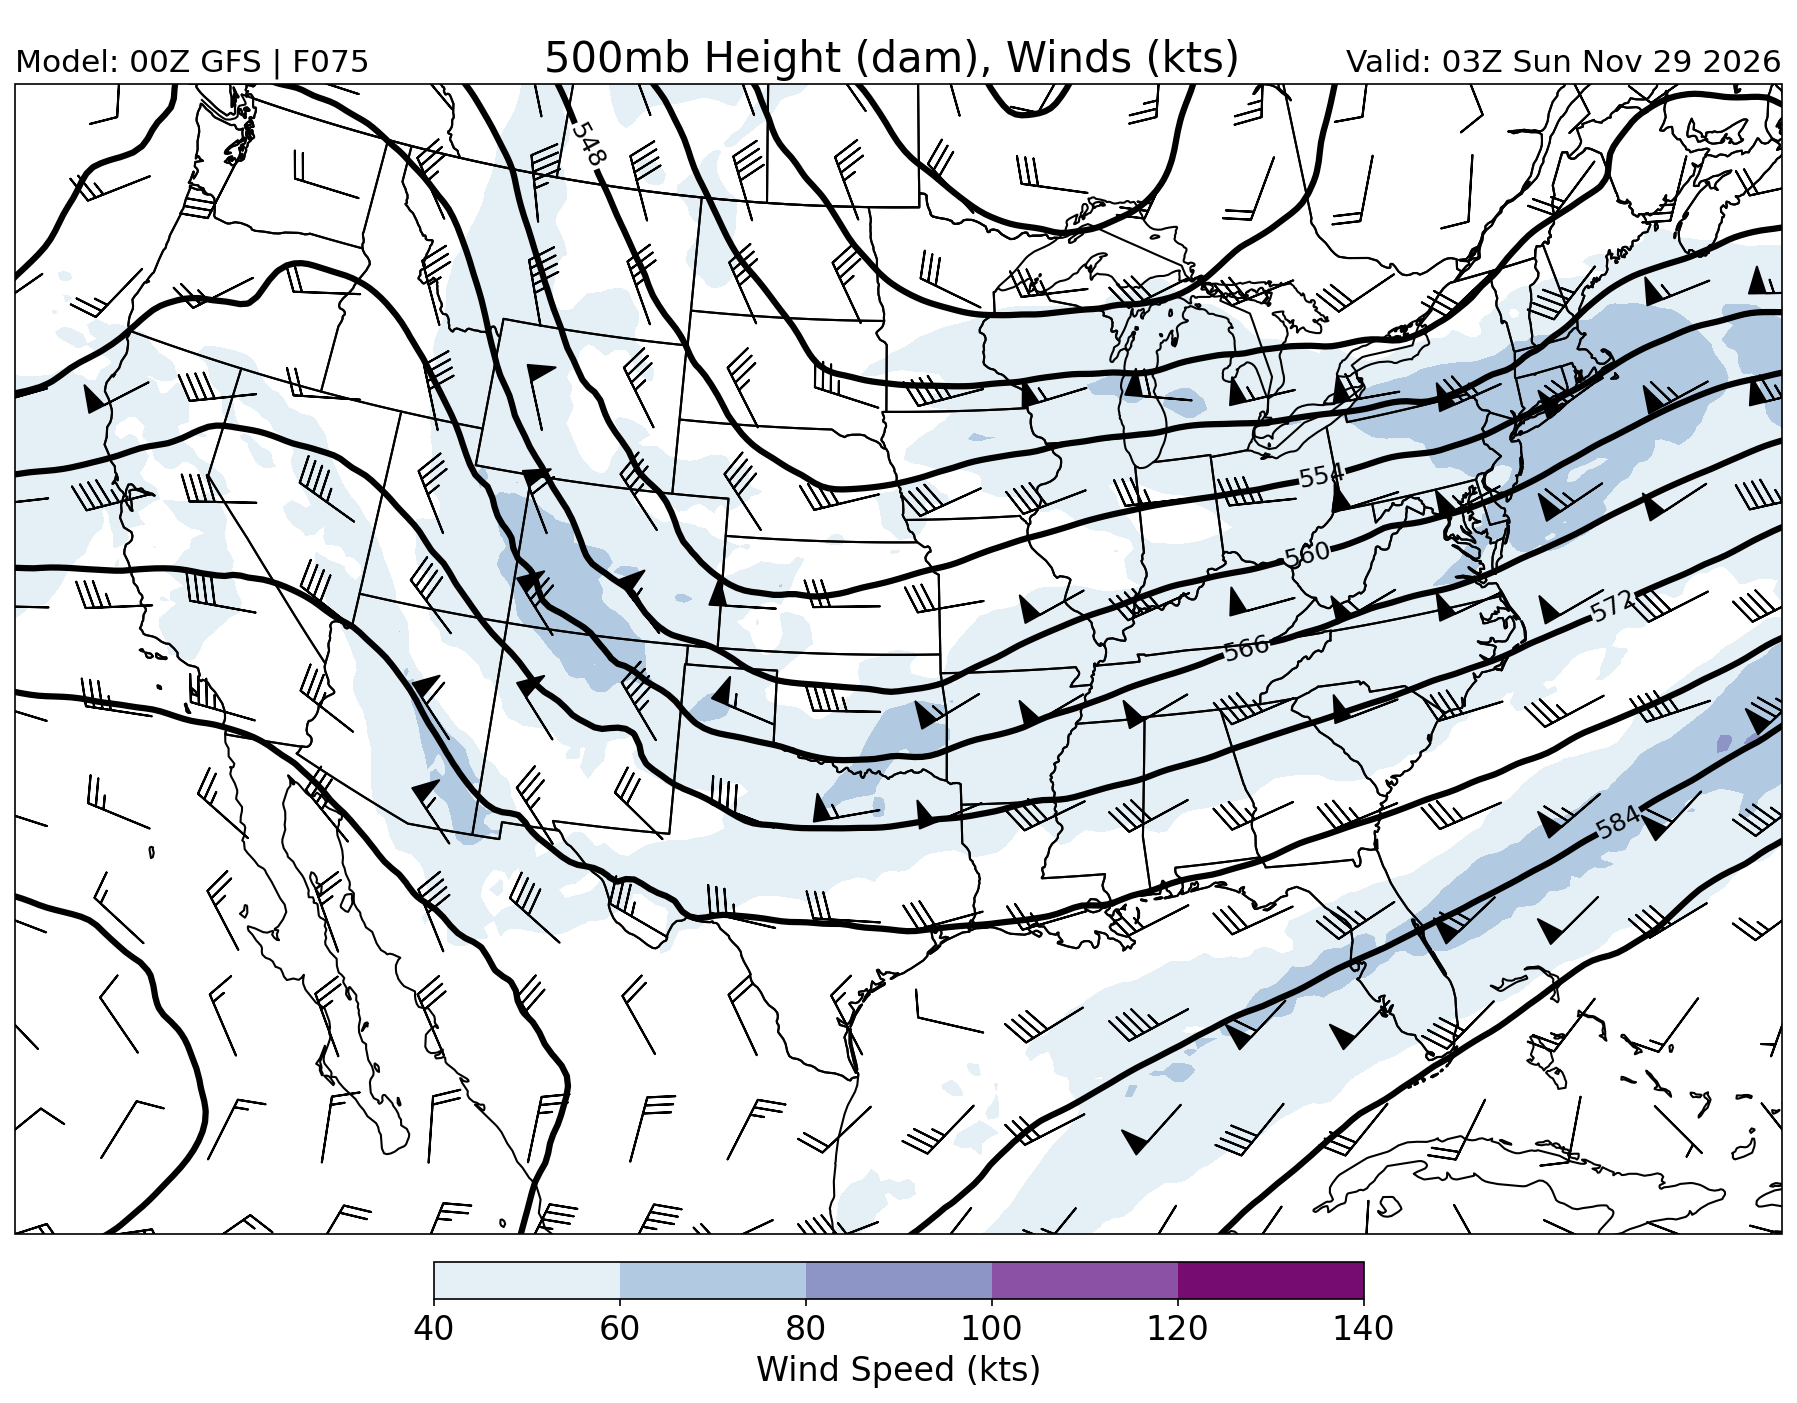 Model: 00Z GFS | F075
500mb Height (dam), Winds (kts)
Valid: 03Z Sun Nov 29 2026
548
554
560
572
566
584
40 60 80 100 120 140
Wind Speed (kts)